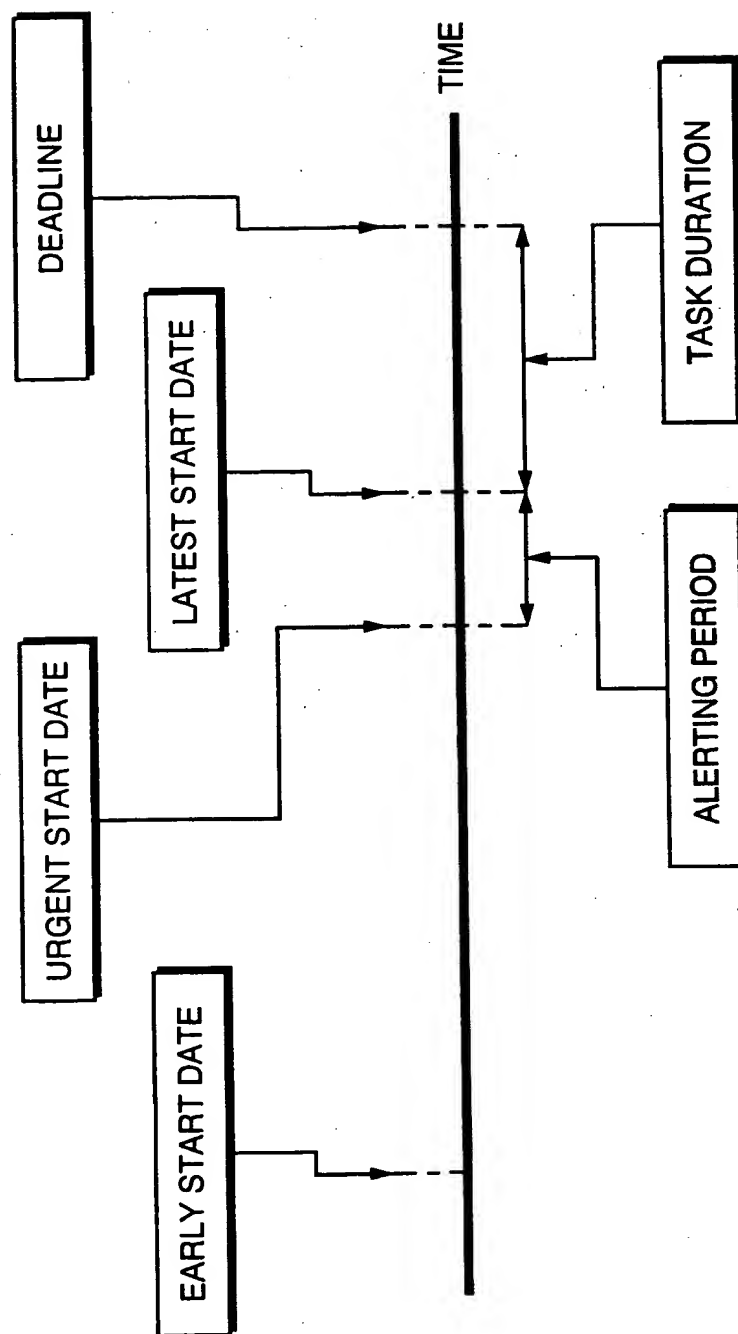 DEADLINE
URGENT START DATE
LATEST START DATE
EARLY START DATE
TIME
ALERTING PERIOD
TASK DURATION